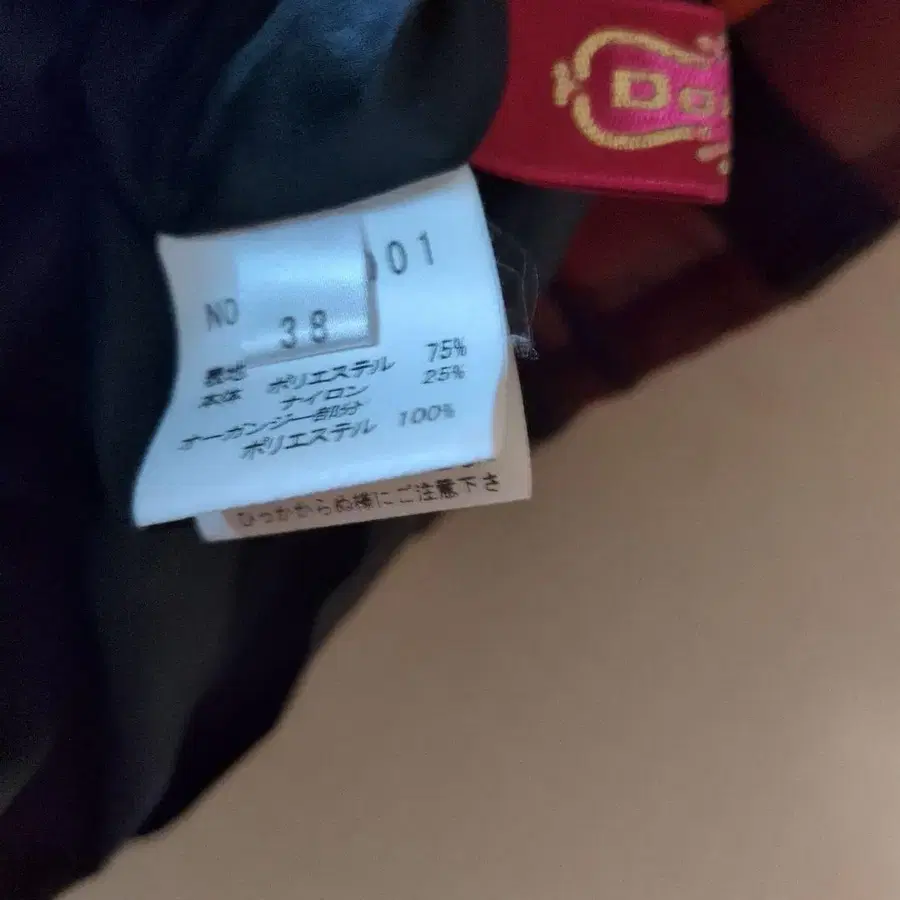 NO 01
38
表地
本体 ポリエステル 75%
ナイロン 25%
オーガンジー部分
ポリエステル 100%
ひっかからぬ様にご注意下さ